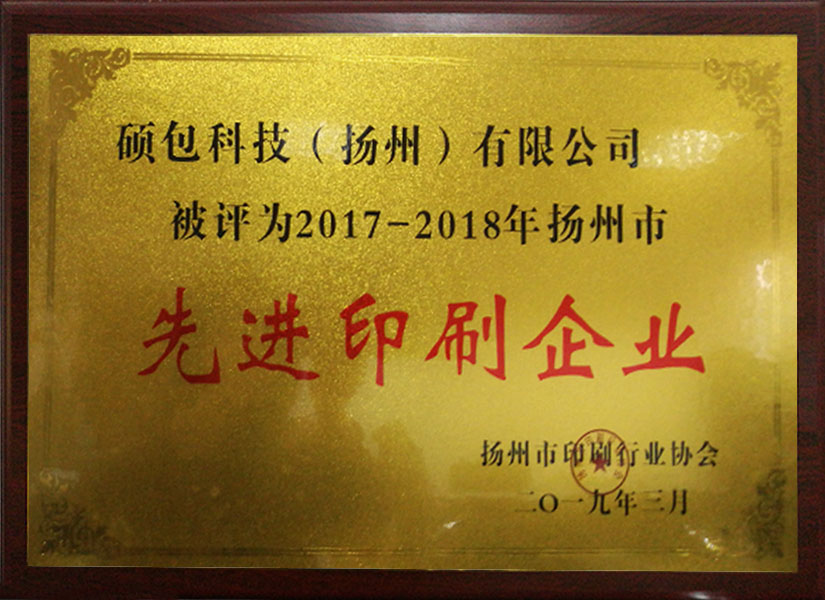 硕包科技（扬州）有限公司
被评为2017-2018年扬州市
先进印刷企业
扬州市印刷行业协会
二〇一九年三月